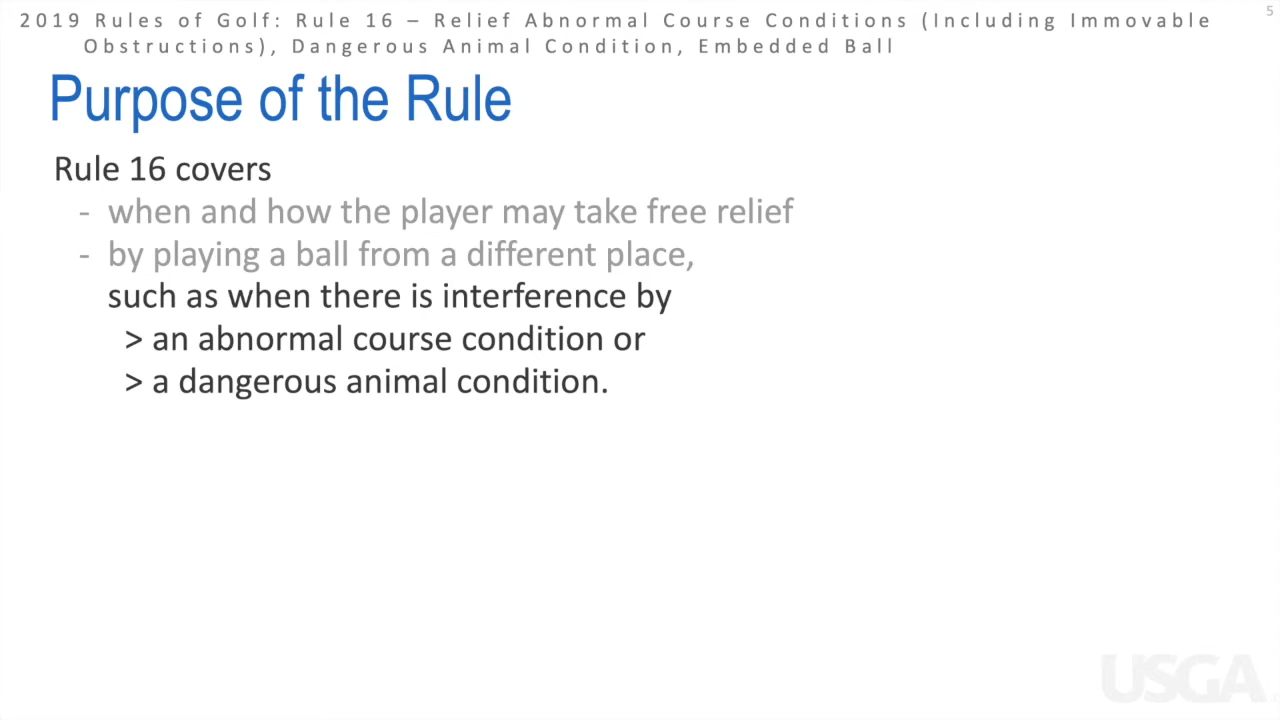 2019 Rules of Golf: Rule 16 – Relief Abnormal Course Conditions (Including Immovable
Obstructions), Dangerous Animal Condition, Embedded Ball
5
Purpose of the Rule
Rule 16 covers
- when and how the player may take free relief
- by playing a ball from a different place,
such as when there is interference by
> an abnormal course condition or
> a dangerous animal condition.
USGA